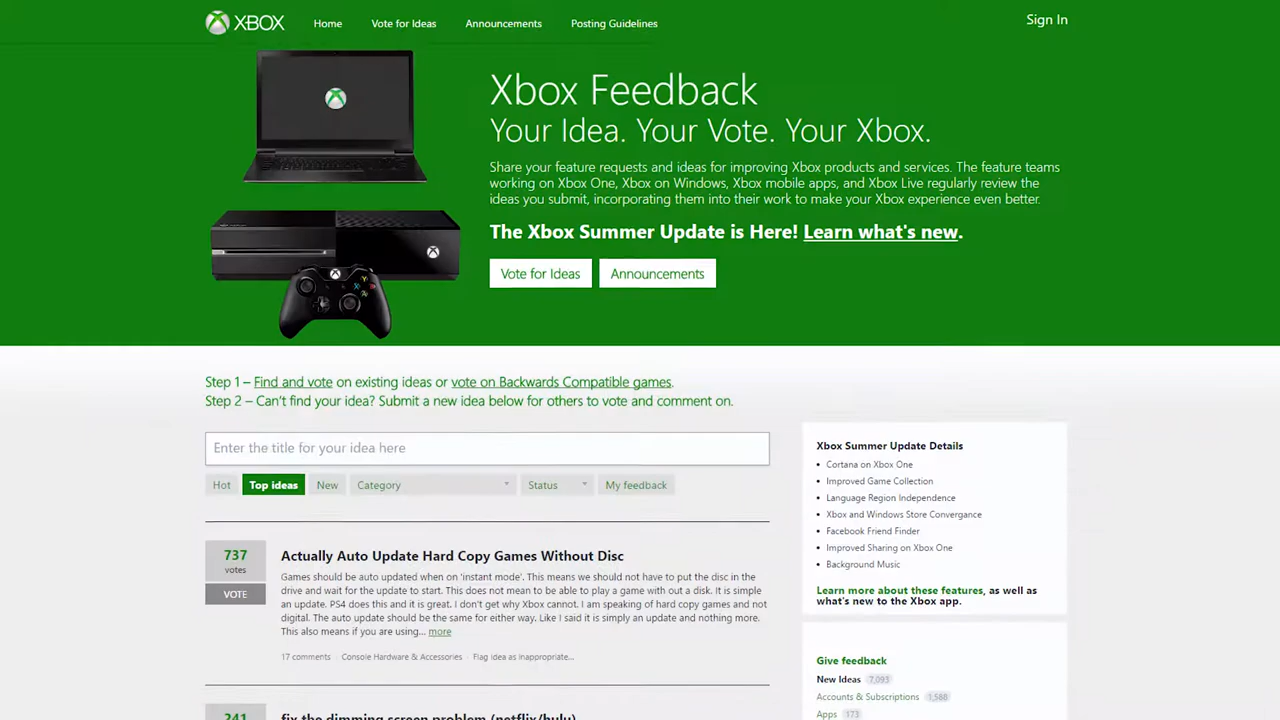 XBOX
Home
Vote for Ideas
Announcements
Posting Guidelines
Sign In
Xbox Feedback
Your Idea. Your Vote. Your Xbox.
Share your feature requests and ideas for improving Xbox products and services. The feature teams
working on Xbox One, Xbox on Windows, Xbox mobile apps, and Xbox Live regularly review the
ideas you submit, incorporating them into their work to make your Xbox experience even better.
The Xbox Summer Update is Here! Learn what's new.
Vote for Ideas
Announcements
Step 1 – Find and vote on existing ideas or vote on Backwards Compatible games.
Step 2 – Can't find your idea? Submit a new idea below for others to vote and comment on.
Enter the title for your idea here
Hot
Top ideas
New
Category
Status
My feedback
737
votes
VOTE
Actually Auto Update Hard Copy Games Without Disc
Games should be auto updated when on 'instant mode'. This means we should not have to put the disc in the
drive and wait for the update to start. This does not mean to be able to play a game with out a disk. It is simple
an update. PS4 does this and it is great. I don't get why Xbox cannot. I am speaking of hard copy games and not
digital. The auto update should be the same for either way. Like I said it is simply an update and nothing more.
This also means if you are using... more
17 comments
Console Hardware & Accessories
Flag idea as inappropriate...
241
fix the dimming screen problem (netflix/hulu)
Xbox Summer Update Details
• Cortana on Xbox One
• Improved Game Collection
• Language Region Independence
• Xbox and Windows Store Convergance
• Facebook Friend Finder
• Improved Sharing on Xbox One
• Background Music
Learn more about these features, as well as
what's new to the Xbox app.
Give feedback
New Ideas 7,093
Accounts & Subscriptions 1,588
Apps 173